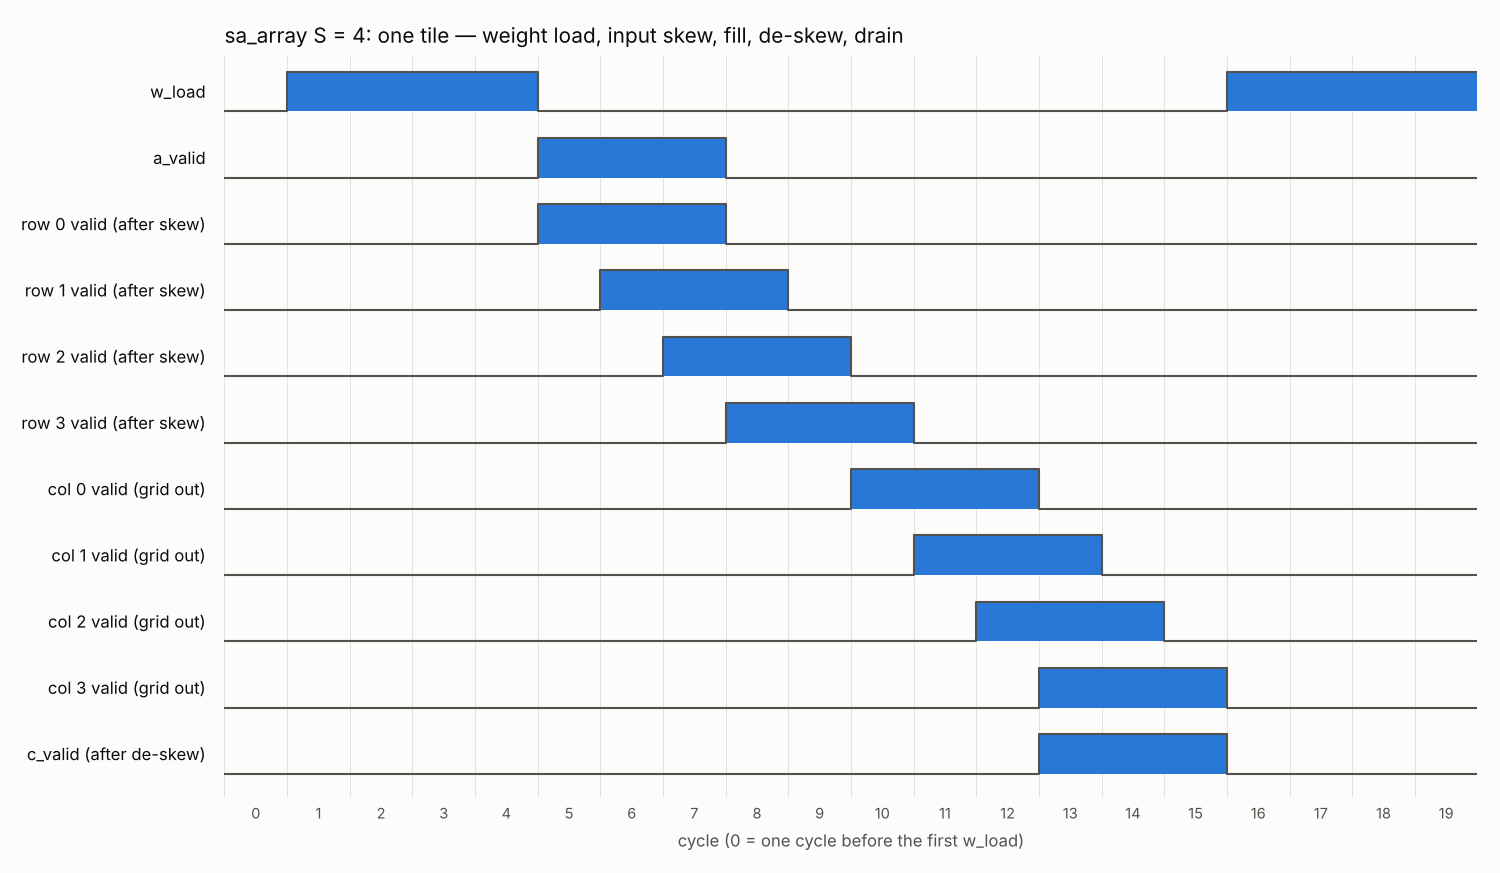 sa_array S = 4: one tile — weight load, input skew, fill, de-skew, drain
w_load
a_valid
row 0 valid (after skew)
row 1 valid (after skew)
row 2 valid (after skew)
row 3 valid (after skew)
col 0 valid (grid out)
col 1 valid (grid out)
col 2 valid (grid out)
col 3 valid (grid out)
c_valid (after de-skew)
0 1 2 3 4 5 6 7 8 9 10 11 12 13 14 15 16 17 18 19
cycle (0 = one cycle before the first w_load)